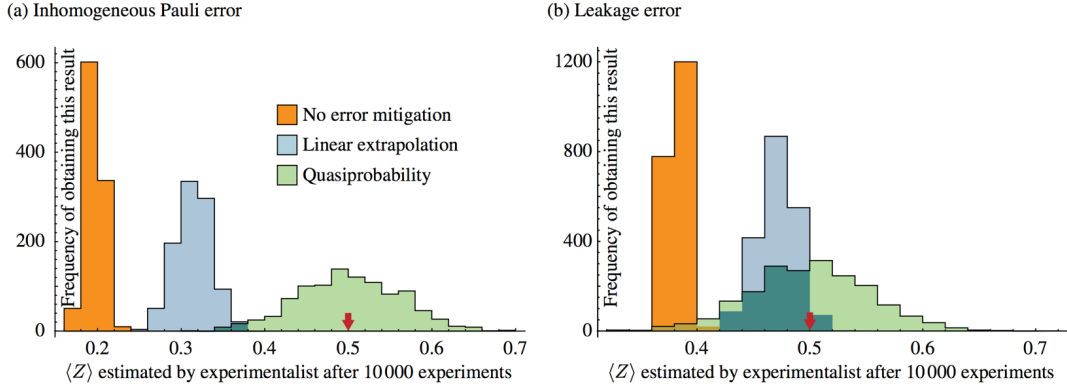 (a) Inhomogeneous Pauli error
Frequency of obtaining this result
600
400
200
0
No error mitigation
Linear extrapolation
Quasiprobability
0.2 0.3 0.4 0.5 0.6 0.7
⟨Z⟩ estimated by experimentalist after 10 000 experiments
(b) Leakage error
Frequency of obtaining this result
1200
800
400
0
0.4 0.5 0.6 0.7
⟨Z⟩ estimated by experimentalist after 10 000 experiments